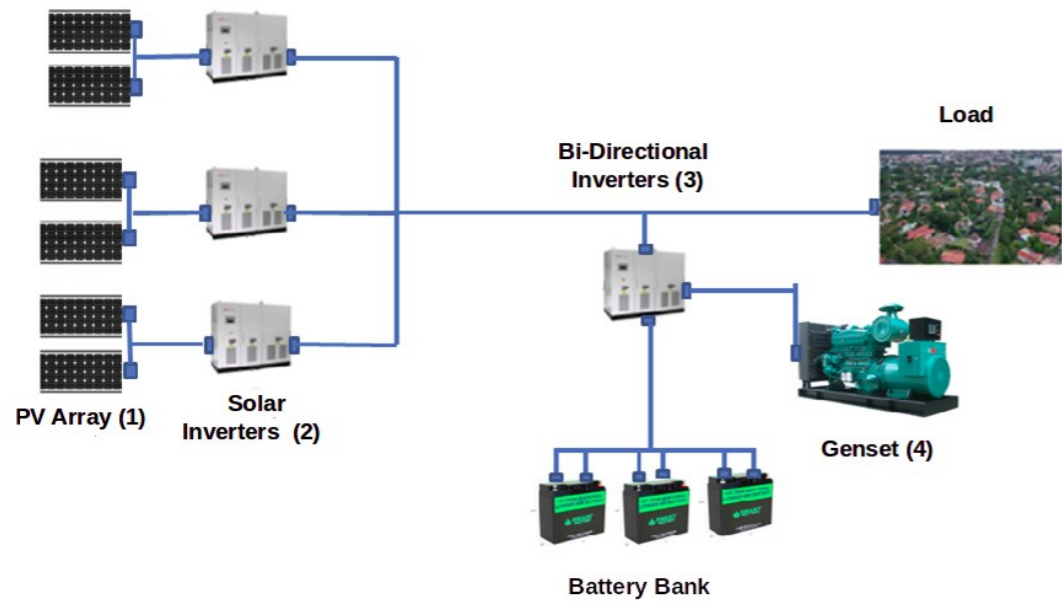 Load
Bi-Directional
Inverters (3)
PV Array (1)
Solar
Inverters (2)
Genset (4)
Battery Bank